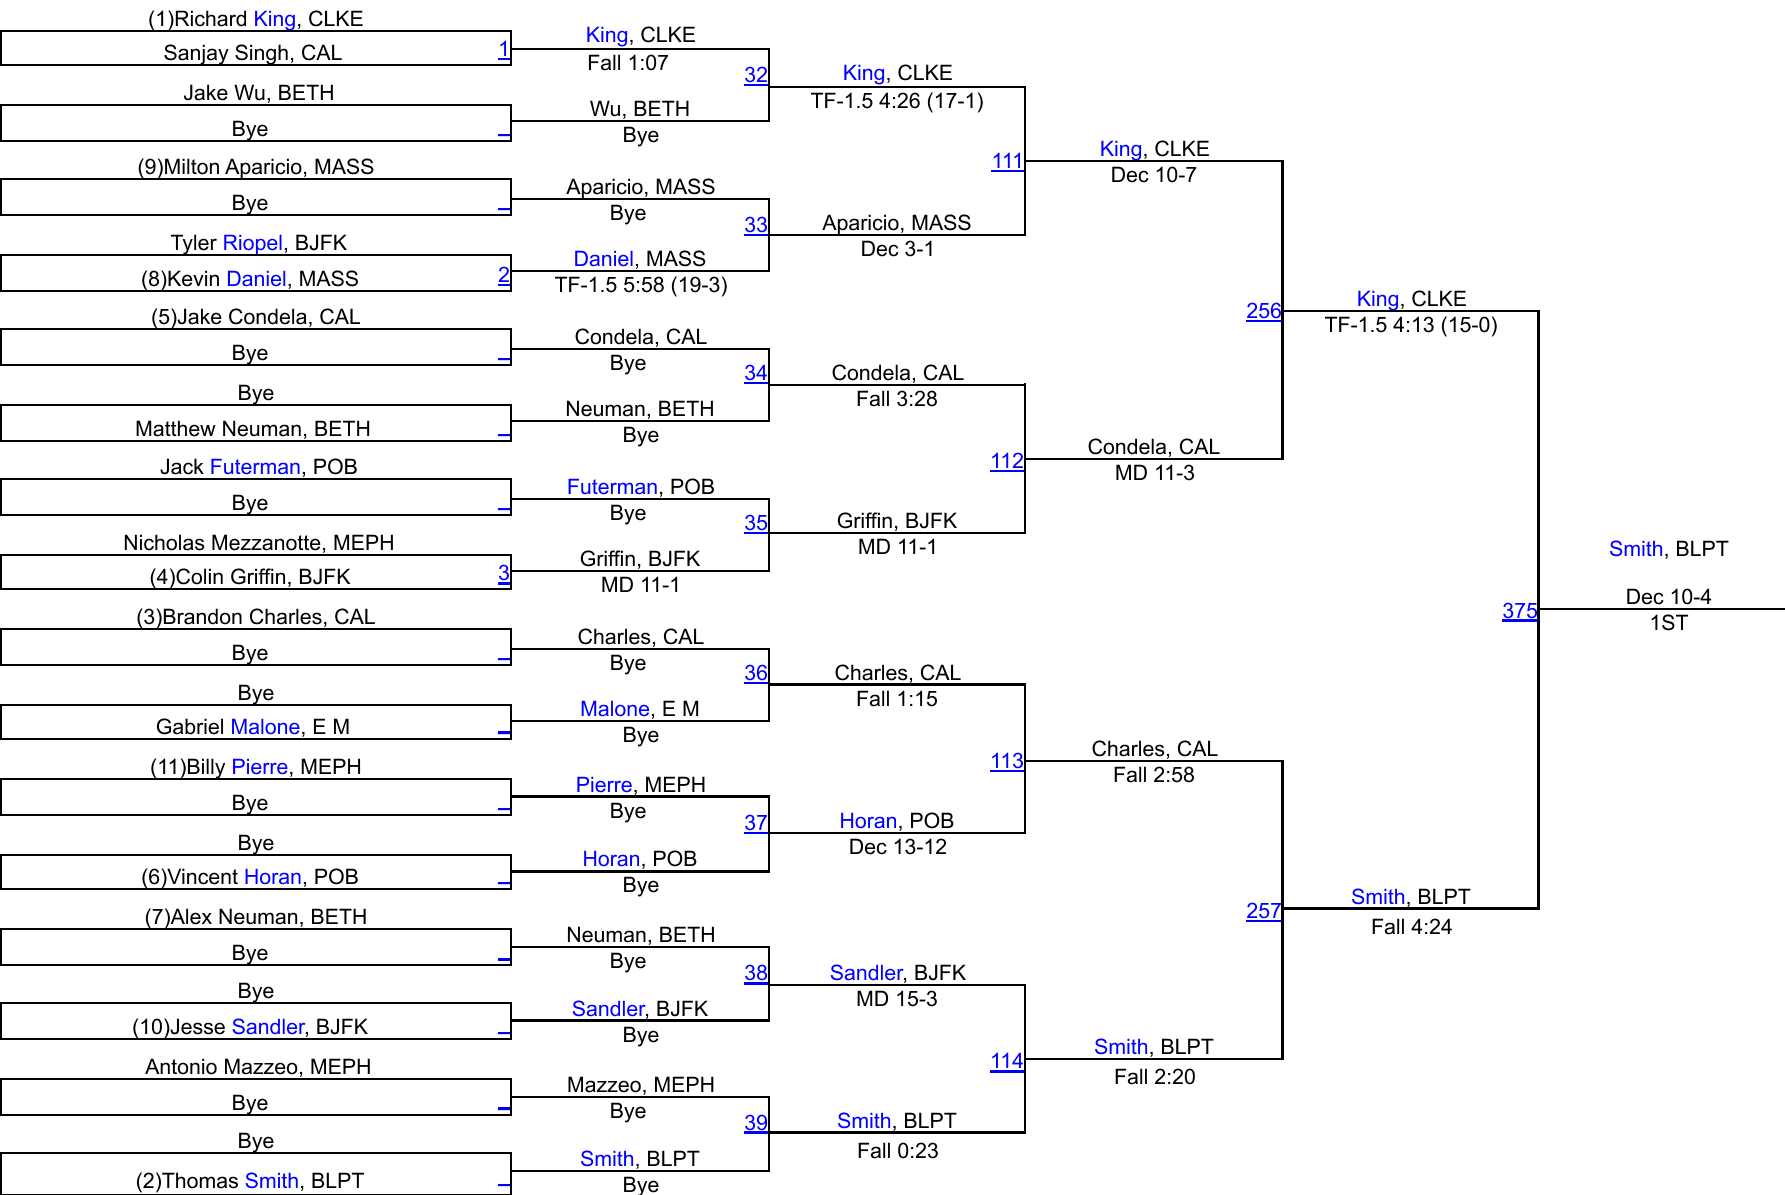 (1)Richard King, CLKE
Sanjay Singh, CAL
1
Jake Wu, BETH
Bye
(9)Milton Aparicio, MASS
Bye
Tyler Riopel, BJFK
(8)Kevin Daniel, MASS
2
(5)Jake Condela, CAL
Bye
Bye
Matthew Neuman, BETH
Jack Futerman, POB
Bye
Nicholas Mezzanotte, MEPH
(4)Colin Griffin, BJFK
3
(3)Brandon Charles, CAL
Bye
Bye
Gabriel Malone, E M
(11)Billy Pierre, MEPH
Bye
Bye
(6)Vincent Horan, POB
(7)Alex Neuman, BETH
Bye
Bye
(10)Jesse Sandler, BJFK
Antonio Mazzeo, MEPH
Bye
Bye
(2)Thomas Smith, BLPT
King, CLKE
Fall 1:07
32
Wu, BETH
Bye
Aparicio, MASS
Bye
33
Daniel, MASS
TF-1.5 5:58 (19-3)
Condela, CAL
Bye
34
Neuman, BETH
Bye
Futerman, POB
Bye
35
Griffin, BJFK
MD 11-1
Charles, CAL
Bye
36
Malone, E M
Bye
Pierre, MEPH
Bye
37
Horan, POB
Bye
Neuman, BETH
Bye
38
Sandler, BJFK
Bye
Mazzeo, MEPH
Bye
39
Smith, BLPT
Bye
King, CLKE
TF-1.5 4:26 (17-1)
111
Aparicio, MASS
Dec 3-1
Condela, CAL
Fall 3:28
112
Griffin, BJFK
MD 11-1
Charles, CAL
Fall 1:15
113
Horan, POB
Dec 13-12
Sandler, BJFK
MD 15-3
114
Smith, BLPT
Fall 0:23
King, CLKE
Dec 10-7
256
Condela, CAL
MD 11-3
Charles, CAL
Fall 2:58
257
Smith, BLPT
Fall 2:20
King, CLKE
TF-1.5 4:13 (15-0)
375
Smith, BLPT
Fall 4:24
Smith, BLPT
Dec 10-4
1ST